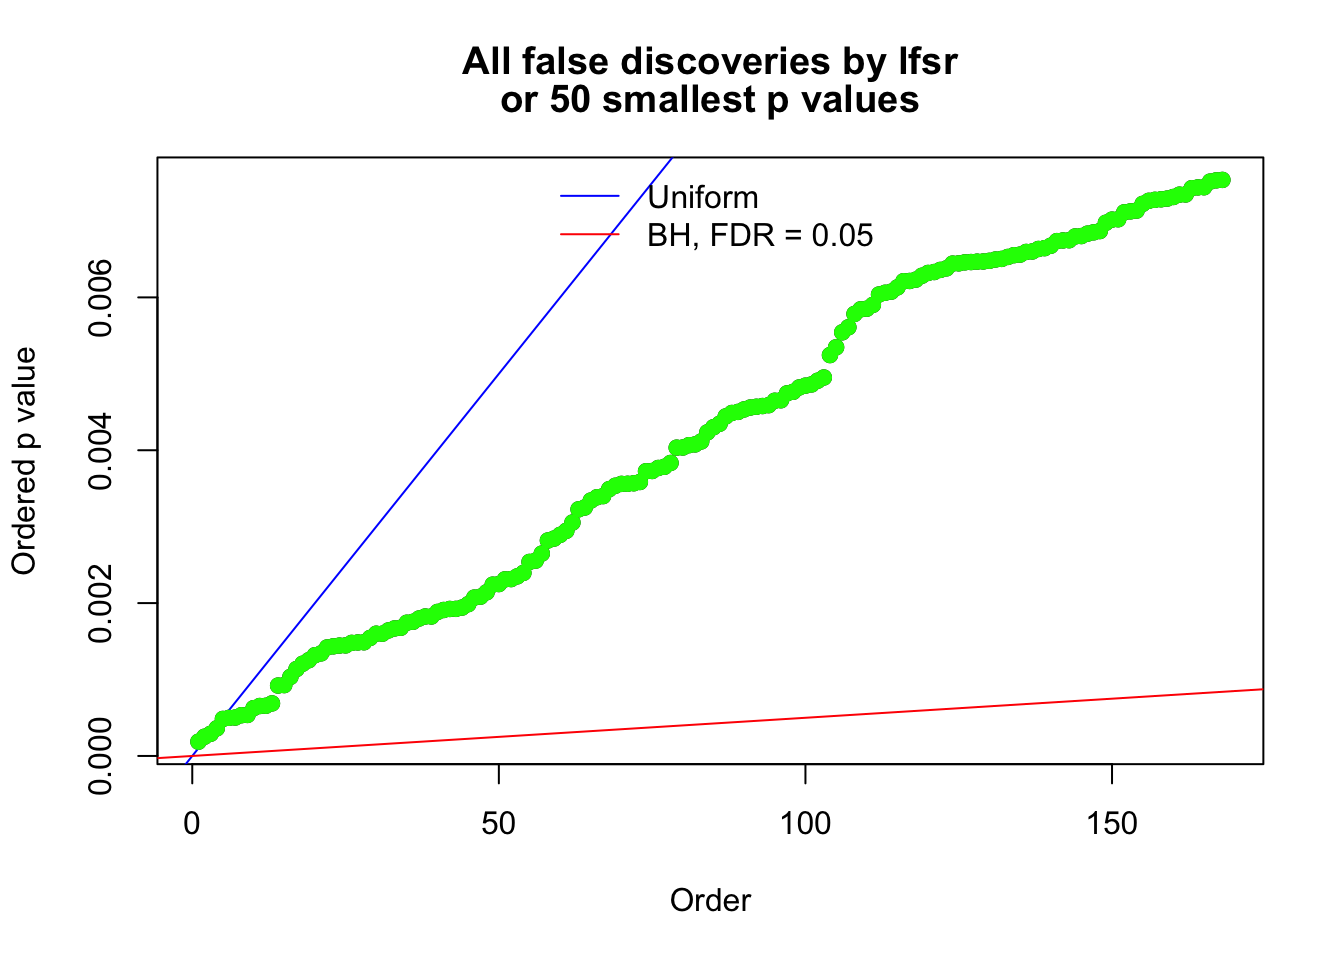 All false discoveries by lfsr
or 50 smallest p values
Uniform
BH, FDR = 0.05
Ordered p value
0.006
0.004
0.002
0.000
0
50
100
150
Order